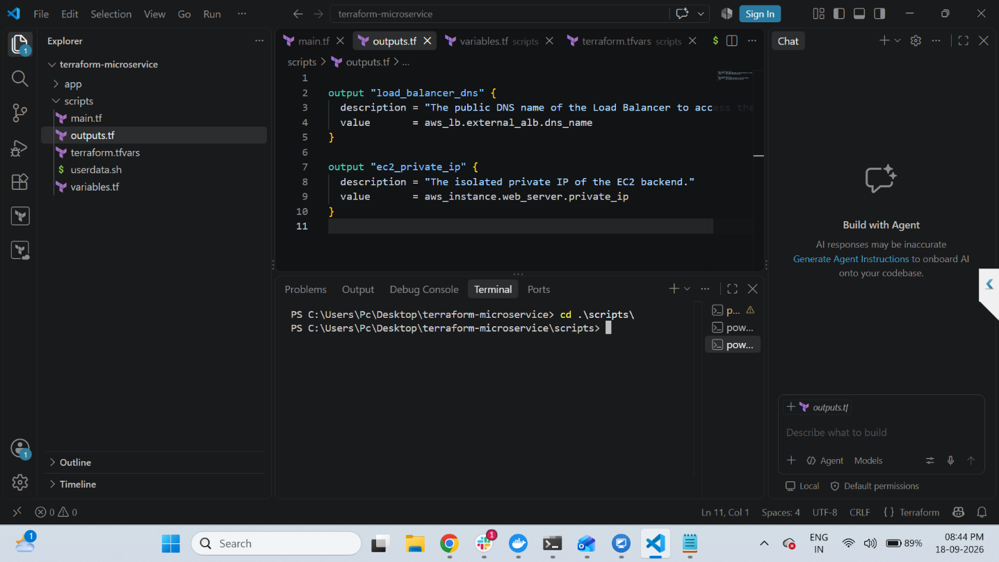 File Edit Selection View Go Run ···
terraform-microservice
Sign In
Explorer
terraform-microservice
app
scripts
main.tf
outputs.tf
terraform.tfvars
userdata.sh
variables.tf
Outline
Timeline
main.tf outputs.tf variables.tf scripts terraform.tfvars scripts $
scripts > outputs.tf > ...
1
2 output "load_balancer_dns" {
3 description = "The public DNS name of the Load Balancer to access the
4 value = aws_lb.external_alb.dns_name
5 }
6
7 output "ec2_private_ip" {
8 description = "The isolated private IP of the EC2 backend."
9 value = aws_instance.web_server.private_ip
10 }
11
Problems Output Debug Console Terminal Ports
PS C:\Users\Pc\Desktop\terraform-microservice> cd .\scripts\
PS C:\Users\Pc\Desktop\terraform-microservice\scripts>
p...
pow...
pow...
Chat
Build with Agent
AI responses may be inaccurate
Generate Agent Instructions to onboard AI
onto your codebase.
outputs.tf
Describe what to build
Agent Models
Local Default permissions
0 0
Ln 11, Col 1 Spaces: 4 UTF-8 CRLF { } Terraform
1
Search
1
ENG
IN
89%
08:44 PM
18-09-2026